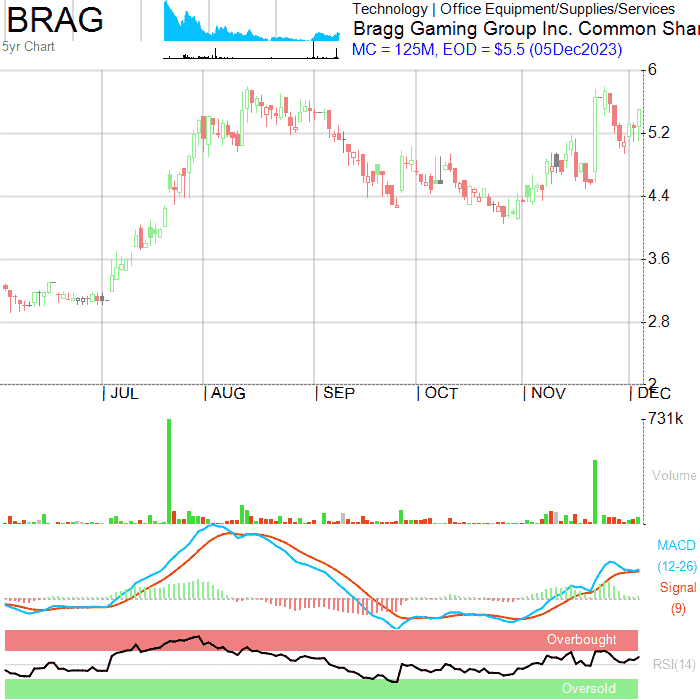 BRAG
5yr Chart
Technology | Office Equipment/Supplies/Services
Bragg Gaming Group Inc. Common Shar
MC = 125M, EOD = $5.5 (05Dec2023)
6
5.2
4.4
3.6
2.8
2
JUL AUG SEP OCT NOV DEC
731k
Volume
MACD
(12-26)
Signal
(9)
Overbought
RSI(14)
Oversold